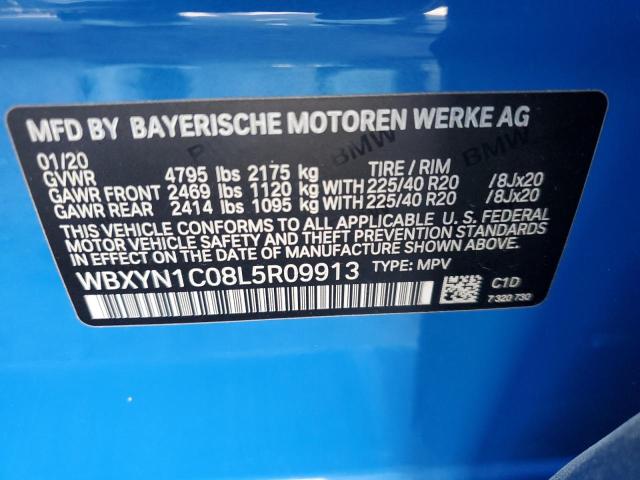 MFD BY BAYERISCHE MOTOREN WERKE AG
01/20
GVWR 4795 lbs 2175 kg TIRE / RIM
GAWR FRONT 2469 lbs 1120 kg WITH 225/40 R20 /8Jx20
GAWR REAR 2414 lbs 1095 kg WITH 225/40 R20 /8Jx20
THIS VEHICLE CONFORMS TO ALL APPLICABLE U.S. FEDERAL
MOTOR VEHICLE SAFETY AND THEFT PREVENTION STANDARDS
IN EFFECT ON THE DATE OF MANUFACTURE SHOWN ABOVE.
WBXYN1C08L5R09913 TYPE: MPV
C1D
7 320 730
BMW
BMW